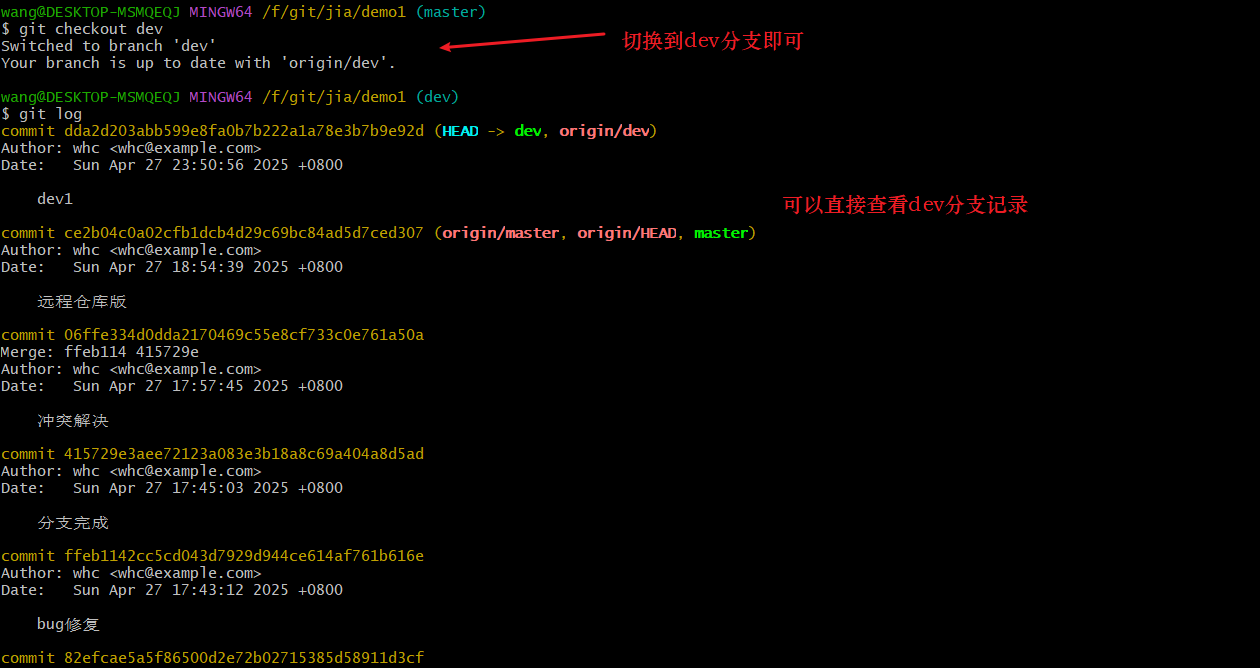 wang@DESKTOP-MSMQEQJ MINGW64 /f/git/jia/demo1 (master)
$ git checkout dev
Switched to branch 'dev'
切换到dev分支即可
Your branch is up to date with 'origin/dev'.
wang@DESKTOP-MSMQEQJ MINGW64 /f/git/jia/demo1 (dev)
$ git log
commit dda2d203abb599e8fa0b7b222a1a78e3b7b9e92d (HEAD -> dev, origin/dev)
Author: whc <whc@example.com>
Date:   Sun Apr 27 23:50:56 2025 +0800
dev1
可以直接查看dev分支记录
commit ce2b04c0a02cfb1dcb4d29c69bc84ad5d7ced307 (origin/master, origin/HEAD, master)
Author: whc <whc@example.com>
Date:   Sun Apr 27 18:54:39 2025 +0800
远程仓库版
commit 06ffe334d0dda2170469c55e8cf733c0e761a50a
Merge: ffeb114 415729e
Author: whc <whc@example.com>
Date:   Sun Apr 27 17:57:45 2025 +0800
冲突解决
commit 415729e3aee72123a083e3b18a8c69a404a8d5ad
Author: whc <whc@example.com>
Date:   Sun Apr 27 17:45:03 2025 +0800
分支完成
commit ffeb1142cc5cd043d7929d944ce614af761b616e
Author: whc <whc@example.com>
Date:   Sun Apr 27 17:43:12 2025 +0800
bug修复
commit 82efcae5a5f86500d2e72b02715385d58911d3cf